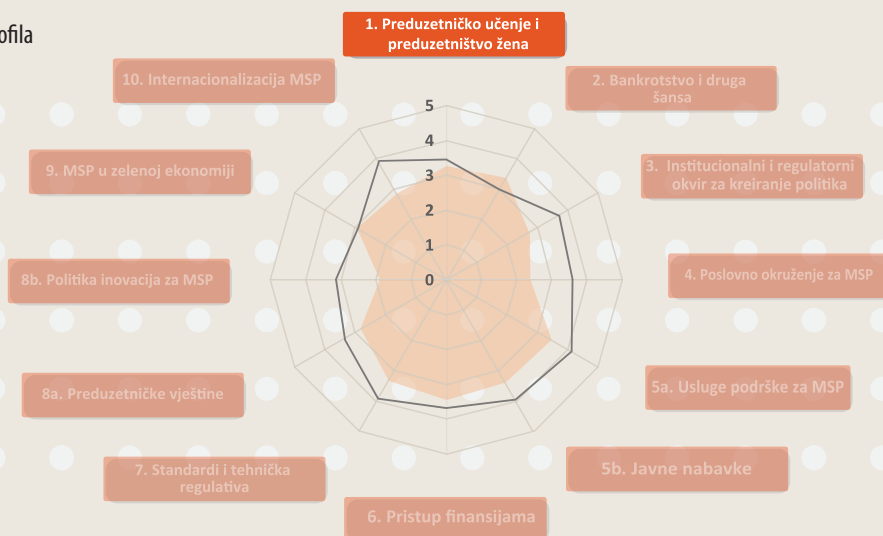 ofila
1. Preduzetničko učenje i
preduzetništvo žena
10. Internacionalizacija MSP
2. Bankrotstvo i druga
šansa
9. MSP u zelenoj ekonomiji
3. Institucionalni i regulatorni
okvir za kreiranje politika
8b. Politika inovacija za MSP
4. Poslovno okruženje za MSP
8a. Preduzetničke vještine
5a. Usluge podrške za MSP
7. Standardi i tehnička
regulativa
5b. Javne nabavke
6. Pristup finansijama
5
4
3
2
1
0